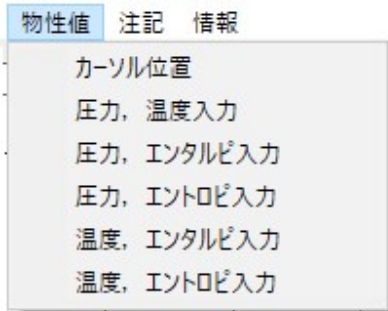 物性値 注記 情報
カーソル位置
圧力，温度入力
圧力，エンタルピ入力
圧力，エントロピ入力
温度，エンタルピ入力
温度，エントロピ入力